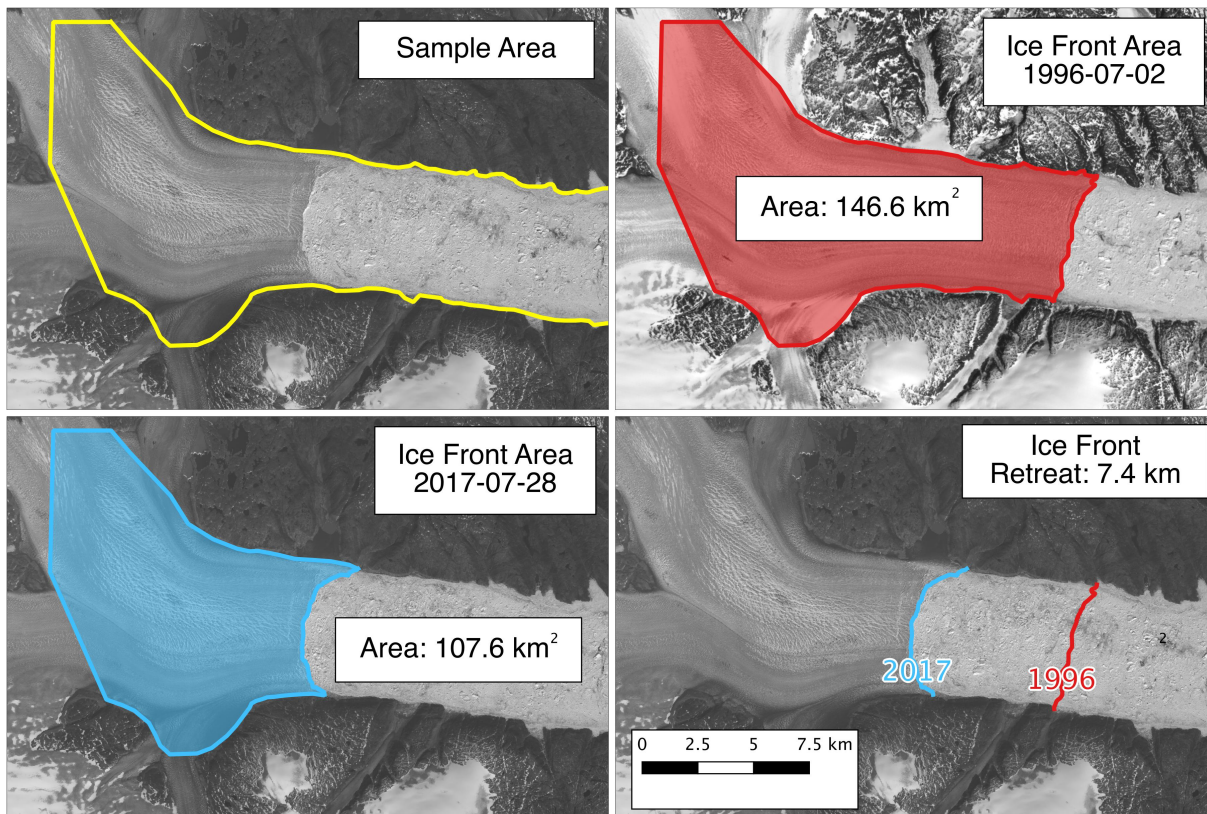 Sample Area
Ice Front Area
1996-07-02
Area: 146.6 km²
Ice Front Area
2017-07-28
Area: 107.6 km²
Ice Front
Retreat: 7.4 km
2
2017
1996
0 2.5 5 7.5 km